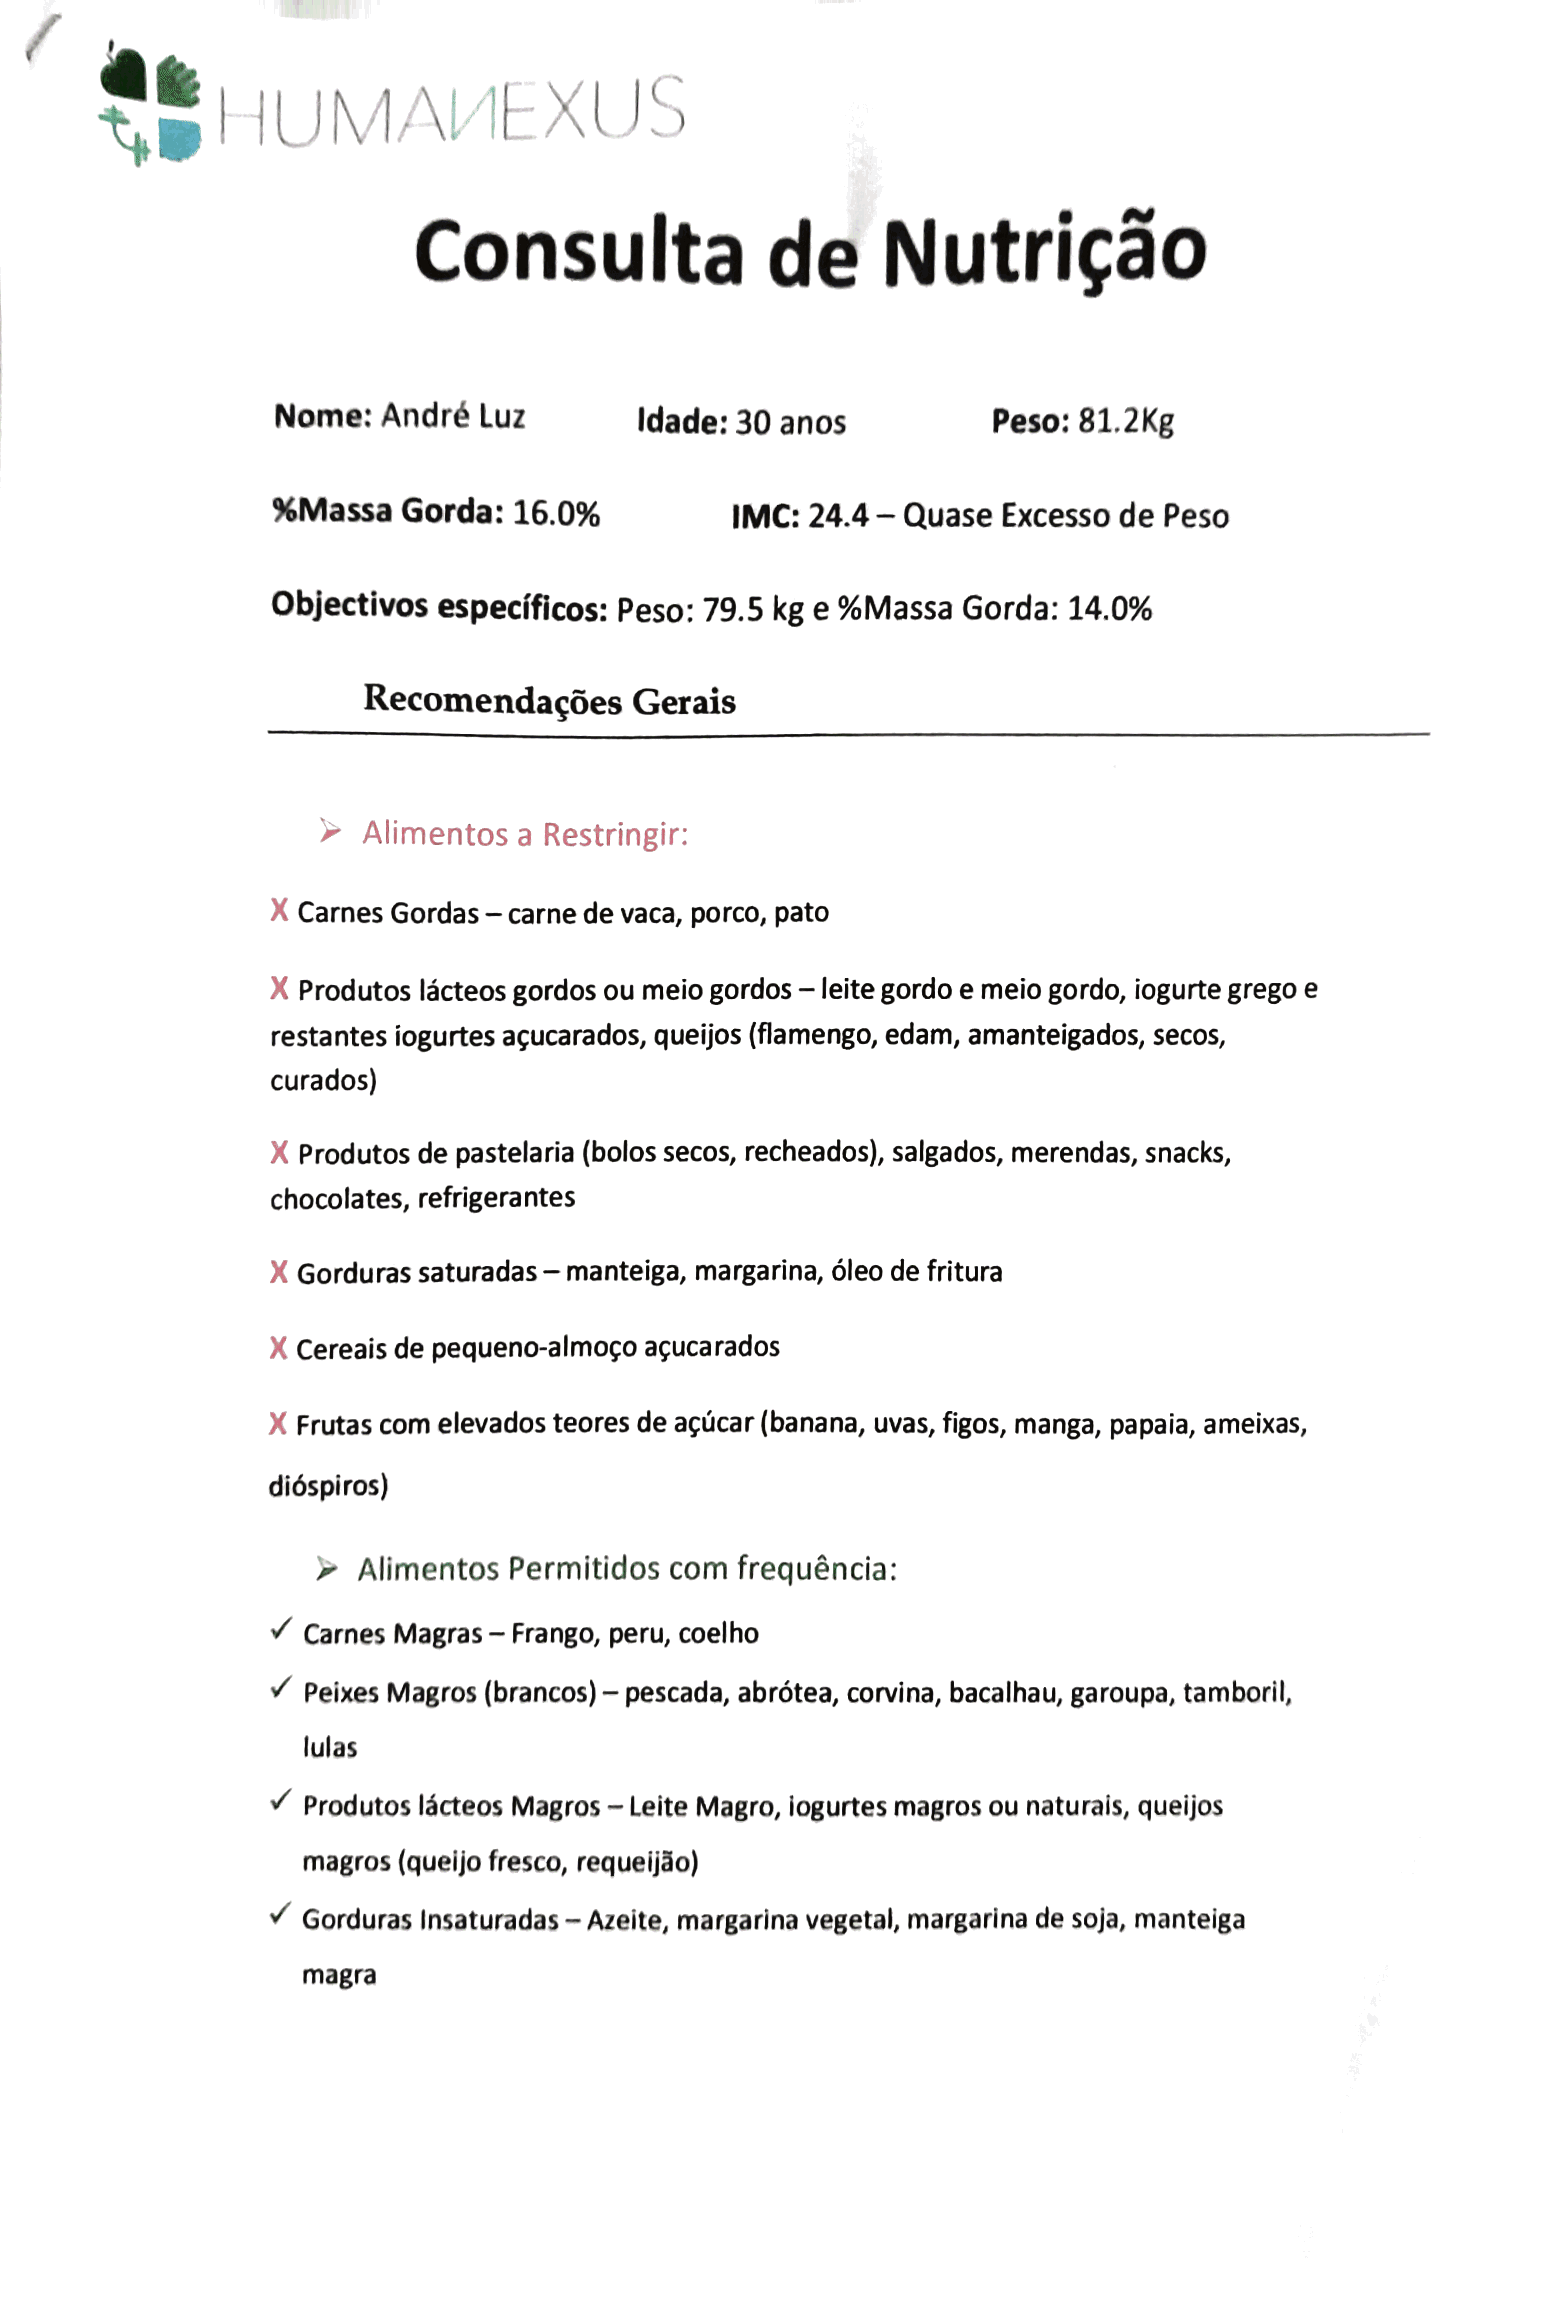 HUMANEXUS
Consulta de Nutrição
Nome: André Luz Idade: 30 anos Peso: 81.2Kg
%Massa Gorda: 16.0% IMC: 24.4 – Quase Excesso de Peso
Objectivos específicos: Peso: 79.5 kg e %Massa Gorda: 14.0%
Recomendações Gerais
➢ Alimentos a Restringir:
X Carnes Gordas – carne de vaca, porco, pato
X Produtos lácteos gordos ou meio gordos – leite gordo e meio gordo, iogurte grego e
restantes iogurtes açucarados, queijos (flamengo, edam, amanteigados, secos,
curados)
X Produtos de pastelaria (bolos secos, recheados), salgados, merendas, snacks,
chocolates, refrigerantes
X Gorduras saturadas – manteiga, margarina, óleo de fritura
X Cereais de pequeno-almoço açucarados
X Frutas com elevados teores de açúcar (banana, uvas, figos, manga, papaia, ameixas,
dióspiros)
➢ Alimentos Permitidos com frequência:
✓ Carnes Magras – Frango, peru, coelho
✓ Peixes Magros (brancos) – pescada, abrótea, corvina, bacalhau, garoupa, tamboril,
lulas
✓ Produtos lácteos Magros – Leite Magro, iogurtes magros ou naturais, queijos
magros (queijo fresco, requeijão)
✓ Gorduras Insaturadas – Azeite, margarina vegetal, margarina de soja, manteiga
magra